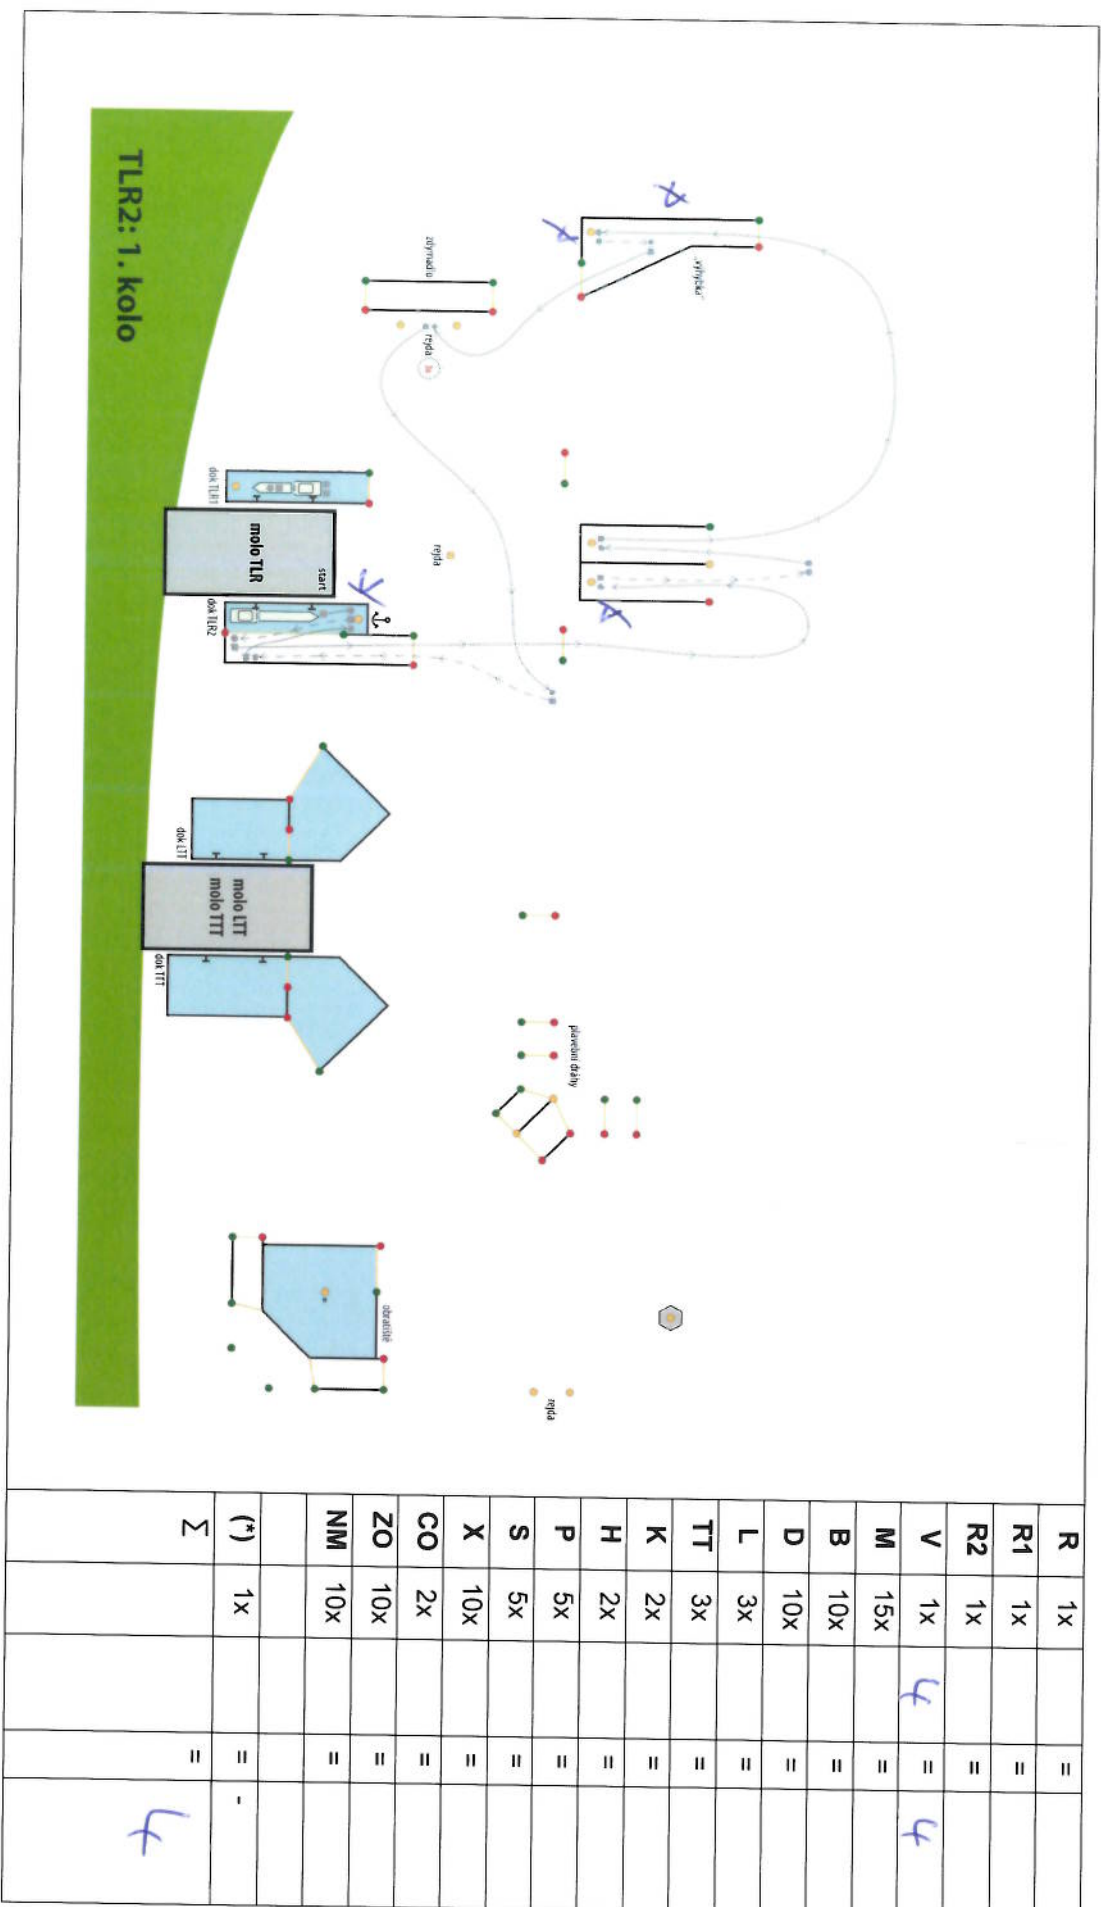 TLR2: 1. kolo
„výhybka“
zdymadlo
rejda
3a
dok TLR1
molo TLR
start
rejda
dok TLR2
dok LTT
molo LTT
molo TTT
dok TTT
plavební dráhy
obratiště
rejda
R 1x =
R1 1x =
R2 1x =
V 1x 4 = 4
M 15x =
B 10x =
D 10x =
L 3x =
TT 3x =
K 2x =
H 2x =
P 5x =
S 5x =
X 10x =
CO 2x =
ZO 10x =
NM 10x =
(*) 1x = -
Σ = 4